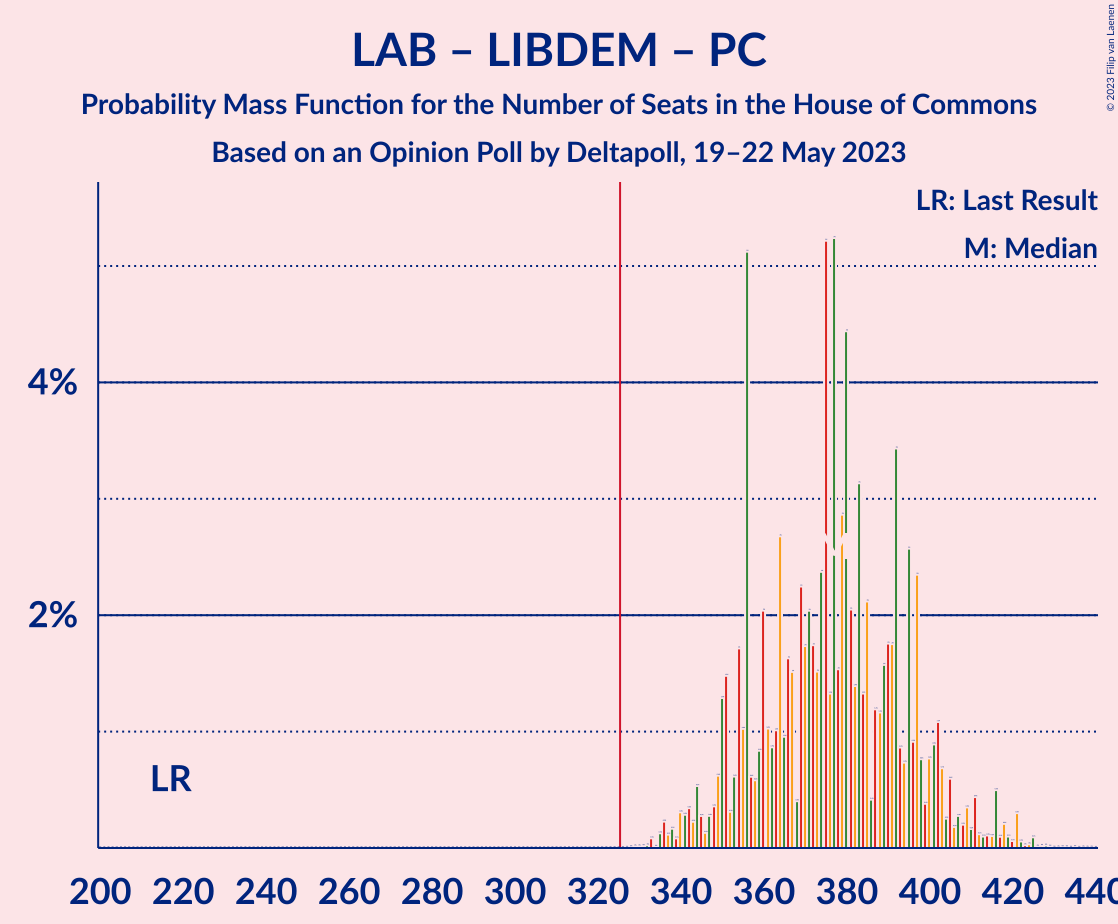 LAB – LIBDEM – PC
Probability Mass Function for the Number of Seats in the House of Commons
Based on an Opinion Poll by Deltapoll, 19–22 May 2023
© 2023 Filip van Laenen
LR: Last Result
M: Median
4%
2%
LR
200 220 240 260 280 300 320 340 360 380 400 420 440